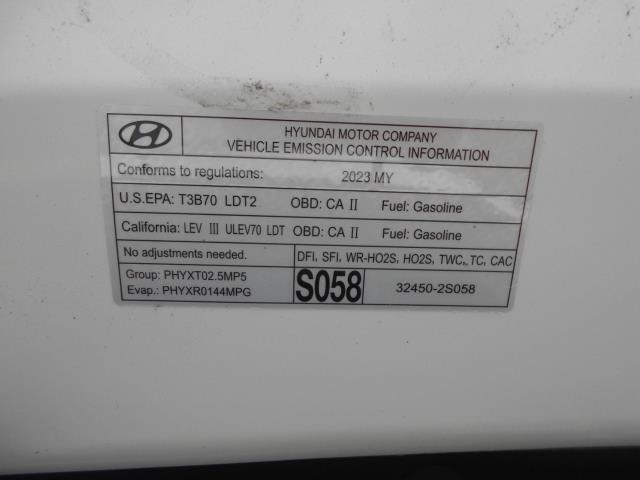 HYUNDAI MOTOR COMPANY
VEHICLE EMISSION CONTROL INFORMATION
Conforms to regulations: 2023 MY
U.S.EPA: T3B70 LDT2 OBD: CA II Fuel: Gasoline
California: LEV III ULEV70 LDT OBD: CA II Fuel: Gasoline
No adjustments needed. DFI, SFI, WR-HO2S, HO2S, TWC, TC, CAC
Group: PHYXT02.5MP5
Evap.: PHYXR0144MPG
S058
32450-2S058